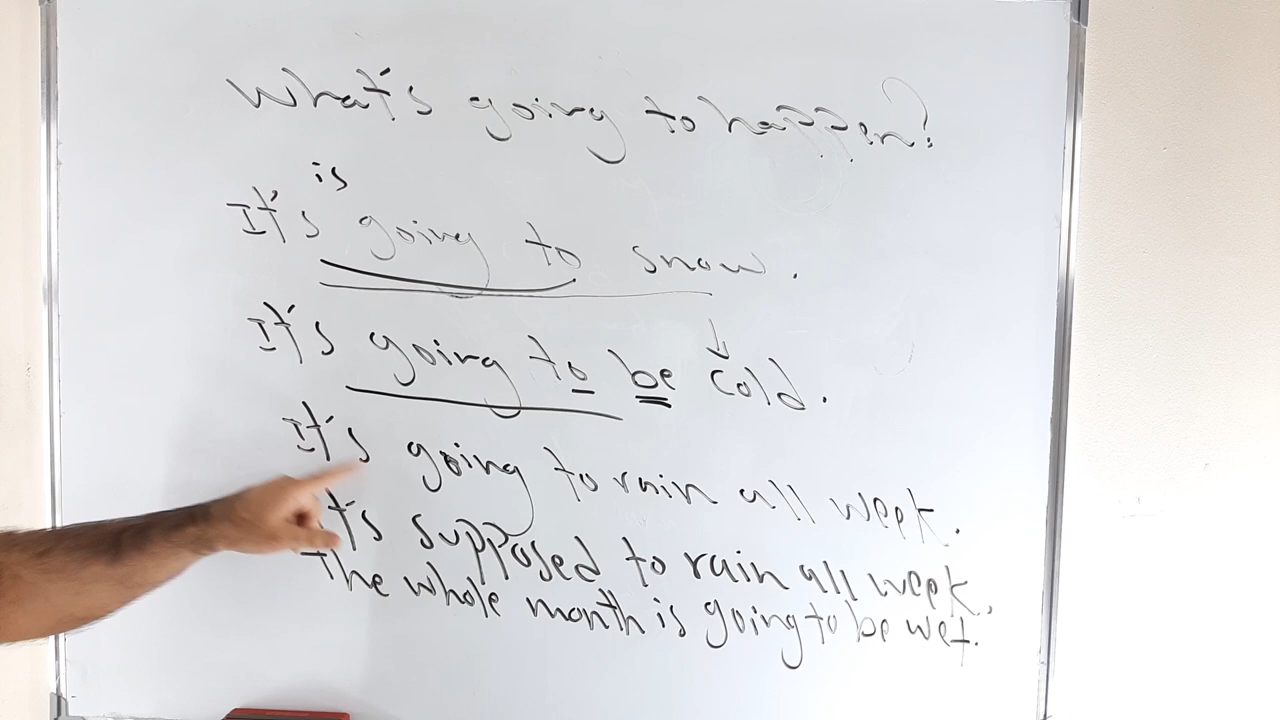 What's going to happen?
is
It's going to snow.
It's going to be cold.
It's going to rain all week.
It's supposed to rain all week.
The whole month is going to be wet.